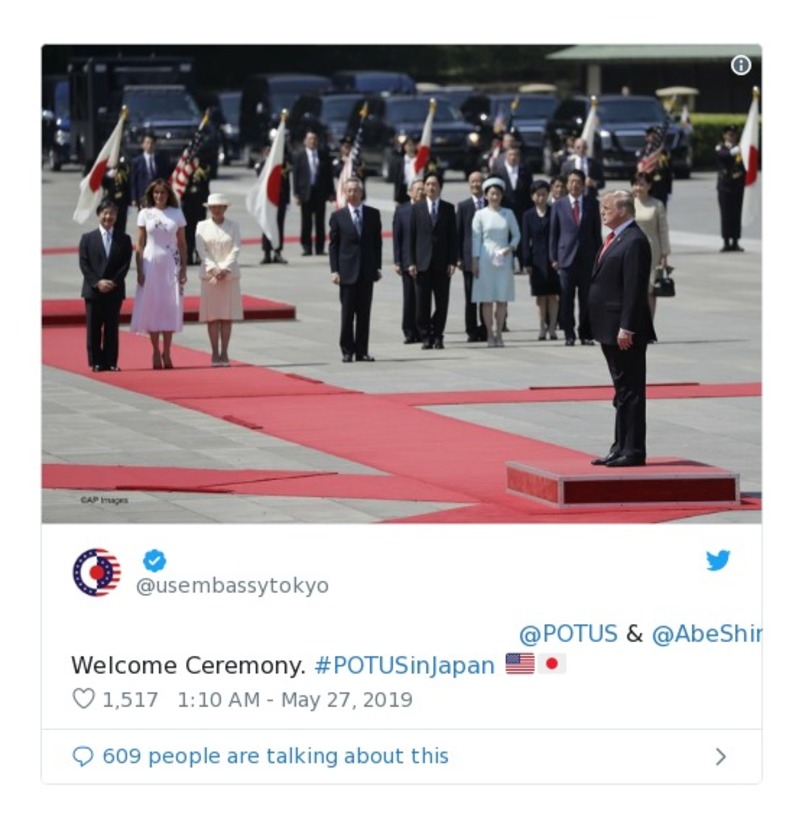 ©AP Images
@usembassytokyo
@POTUS & @AbeShin
Welcome Ceremony. #POTUSinJapan
1,517 1:10 AM - May 27, 2019
609 people are talking about this